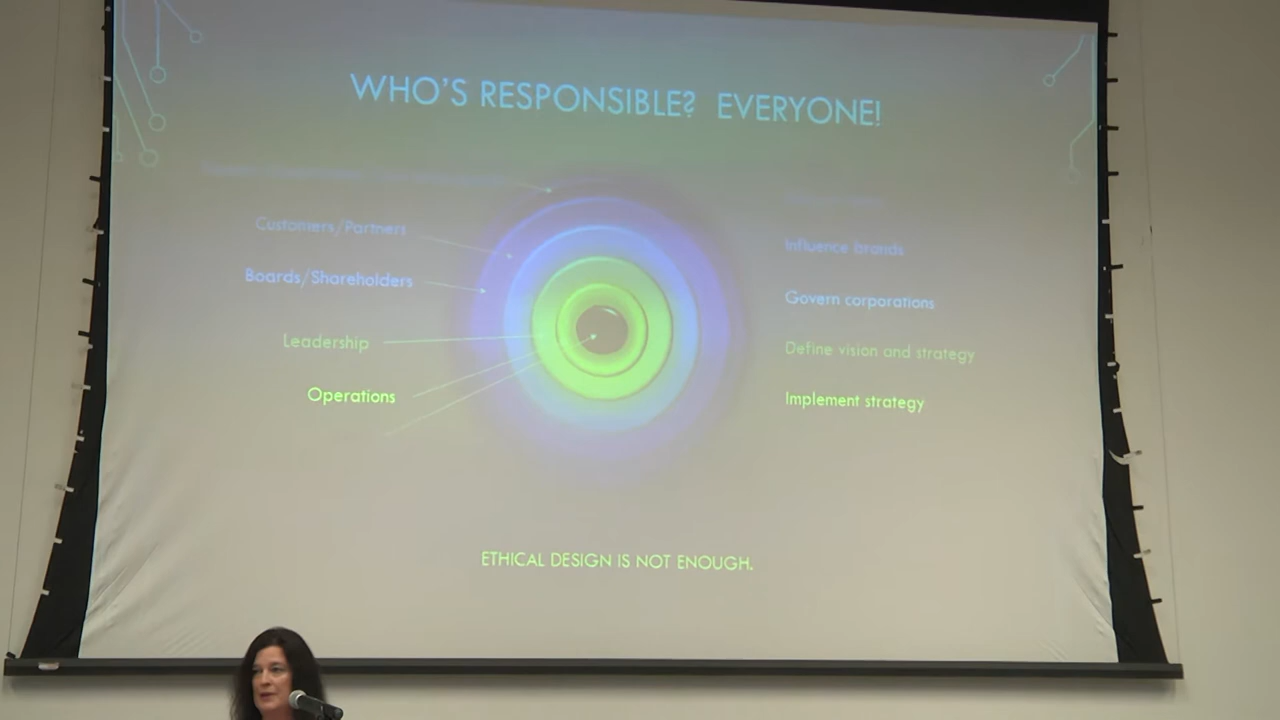 WHO'S RESPONSIBLE? EVERYONE!
Customers/Partners
Influence brands
Boards/Shareholders
Govern corporations
Leadership
Define vision and strategy
Operations
Implement strategy
ETHICAL DESIGN IS NOT ENOUGH.